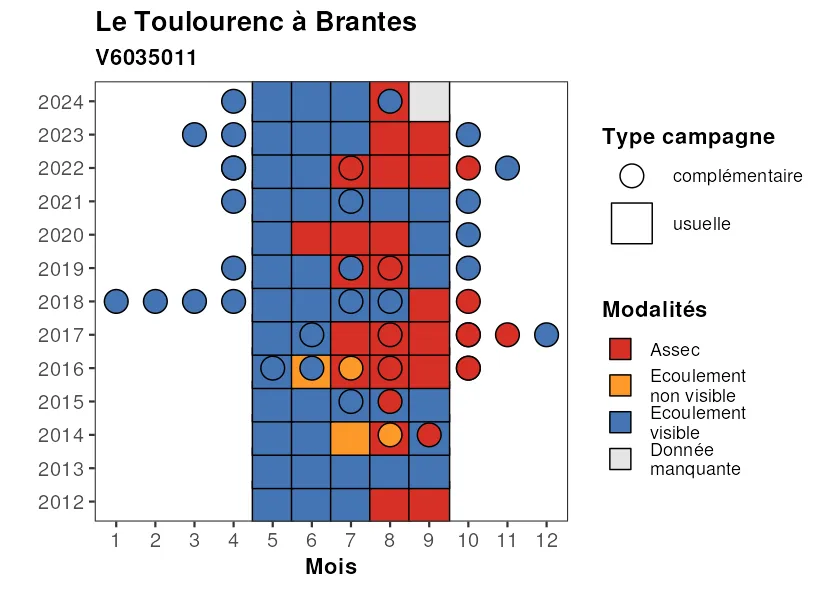 Le Toulourenc à Brantes
V6035011
2024
2023
2022
2021
2020
2019
2018
2017
2016
2015
2014
2013
2012
1 2 3 4 5 6 7 8 9 10 11 12
Mois
Type campagne
complémentaire
usuelle
Modalités
Assec
Ecoulement
non visible
Ecoulement
visible
Donnée
manquante